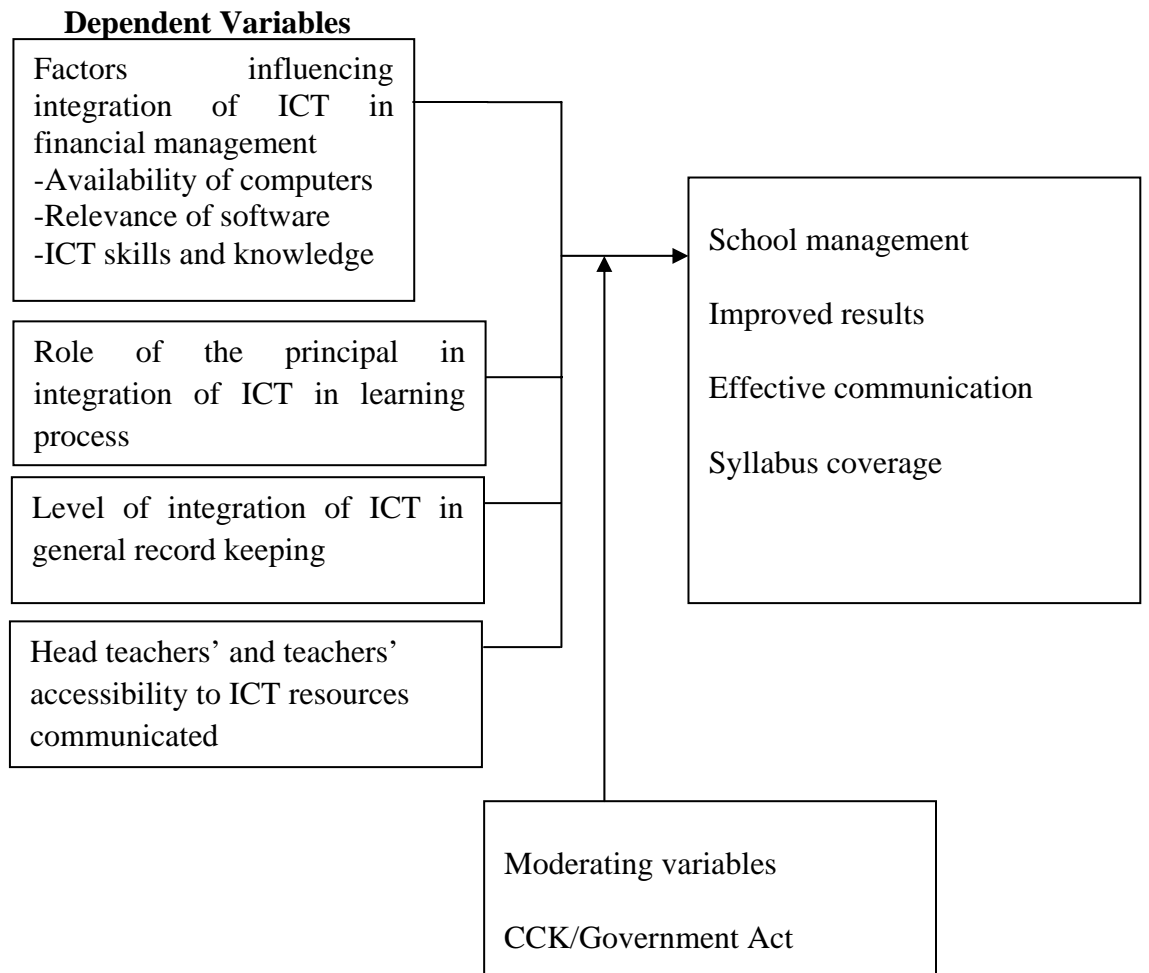 Dependent Variables
Factors influencing
integration of ICT in
financial management
-Availability of computers
-Relevance of software
-ICT skills and knowledge
Role of the principal in
integration of ICT in learning
process
Level of integration of ICT in
general record keeping
Head teachers’ and teachers’
accessibility to ICT resources
communicated
School management
Improved results
Effective communication
Syllabus coverage
Moderating variables
CCK/Government Act